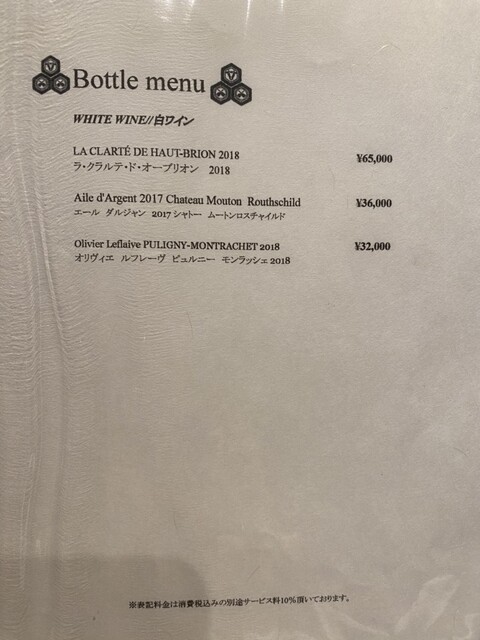 Bottle menu
WHITE WINE//白ワイン
LA CLARTÉ DE HAUT-BRION 2018 ¥65,000
ラ・クラルテ・ド・オーブリオン 2018
Aile d'Argent 2017 Chateau Mouton Routhschild ¥36,000
エール ダルジャン 2017 シャトー ムートンロスチャイルド
Olivier Leflaive PULIGNY-MONTRACHET 2018 ¥32,000
オリヴィエ ルフレーヴ ピュルニー モンラッシェ 2018
※表記料金は消費税込みの別途サービス料10%頂いております。